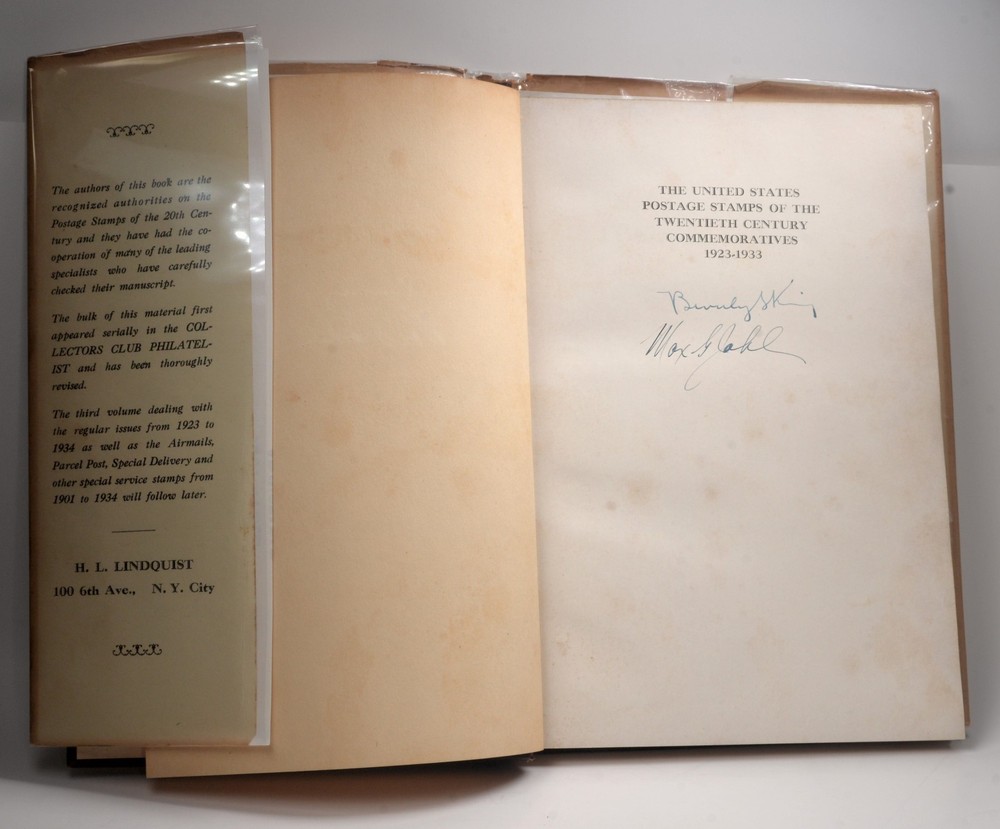 The authors of this book are the
recognized authorities on the
Postage Stamps of the 20th Cen-
tury and they have had the co-
operation of many of the leading
specialists who have carefully
checked their manuscript.
The bulk of this material first
appeared serially in the COL-
LECTORS CLUB PHILATEL-
IST and has been thoroughly
revised.
The third volume dealing with
the regular issues from 1923 to
1934 as well as the Airmails,
Parcel Post, Special Delivery and
other special service stamps from
1901 to 1934 will follow later.
H. L. LINDQUIST
100 6th Ave., N. Y. City
THE UNITED STATES
POSTAGE STAMPS OF THE
TWENTIETH CENTURY
COMMEMORATIVES
1923-1933
Beverly S King
Max G Johl